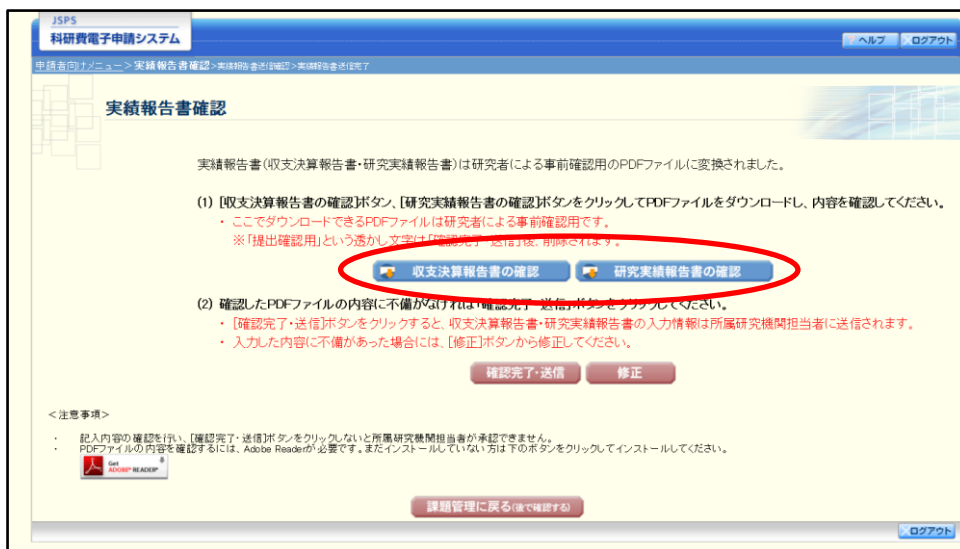 JSPS
科研費電子申請システム
ヘルプ ログアウト
申請者向けメニュー>実績報告書確認>実績報告書送信確認>実績報告書送信完了
実績報告書確認
実績報告書(収支決算報告書・研究実績報告書)は研究者による事前確認用のPDFファイルに変換されました。
(1) [収支決算報告書の確認]ボタン、[研究実績報告書の確認]ボタンをクリックしてPDFファイルをダウンロードし、内容を確認してください。
・ ここでダウンロードできるPDFファイルは研究者による事前確認用です。
※「提出確認用」という透かし文字は「確認完了・送信」後、削除されます。
収支決算報告書の確認 研究実績報告書の確認
(2) 確認したPDFファイルの内容に不備がなければ「確認完了・送信」ボタンをクリックしてください。
・ [確認完了・送信]ボタンをクリックすると、収支決算報告書・研究実績報告書の入力情報は所属研究機関担当者に送信されます。
・ 入力した内容に不備があった場合には、[修正]ボタンから修正してください。
確認完了・送信 修正
<注意事項>
・ 記入内容の確認を行い、[確認完了・送信]ボタンをクリックしないと所属研究機関担当者が承認できません。
・ PDFファイルの内容を確認するには、Adobe Readerが必要です。まだインストールしていない方は下のボタンをクリックしてインストールしてください。
Get
ADOBE® READER®
課題管理に戻る(後で確認する)
ログアウト